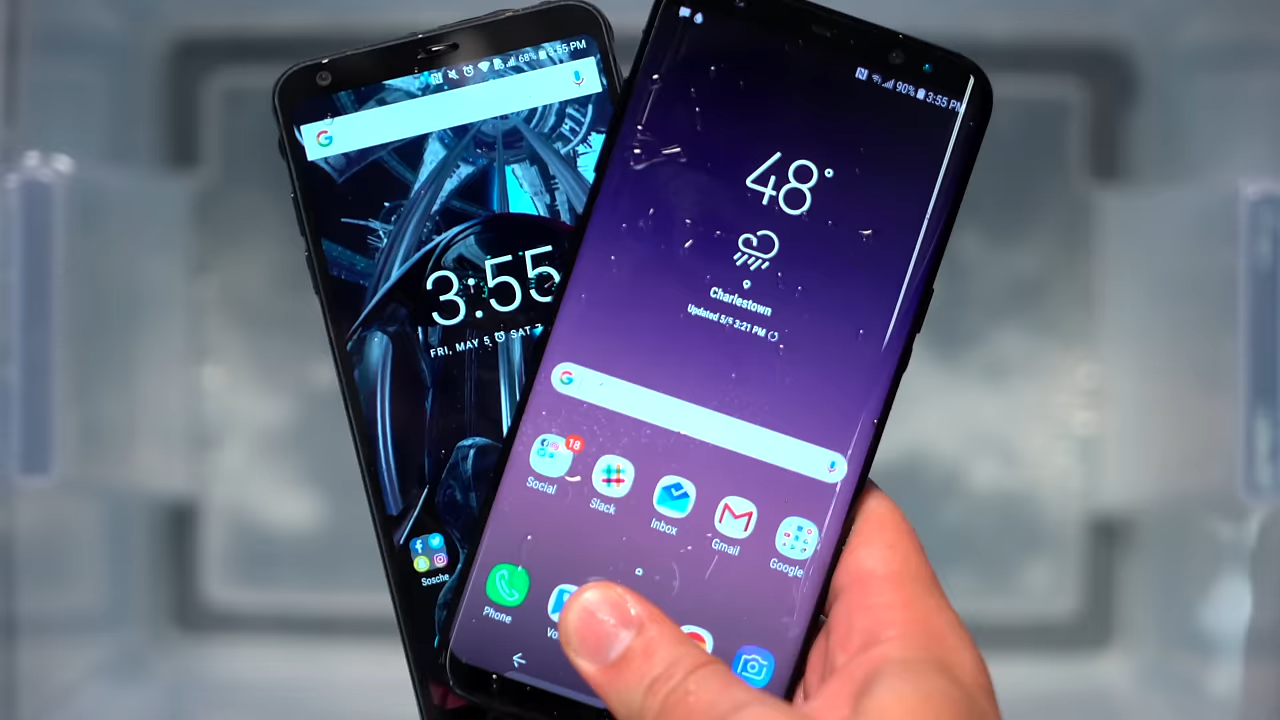 68% 3:55 PM
G
3:55
FRI, MAY 5 SAT
Sosche
90% 3:55 PM
48°
Charlestown
Updated 5/5 3:21 PM
G
18
Social
Slack
Inbox
Gmail
Google
Phone